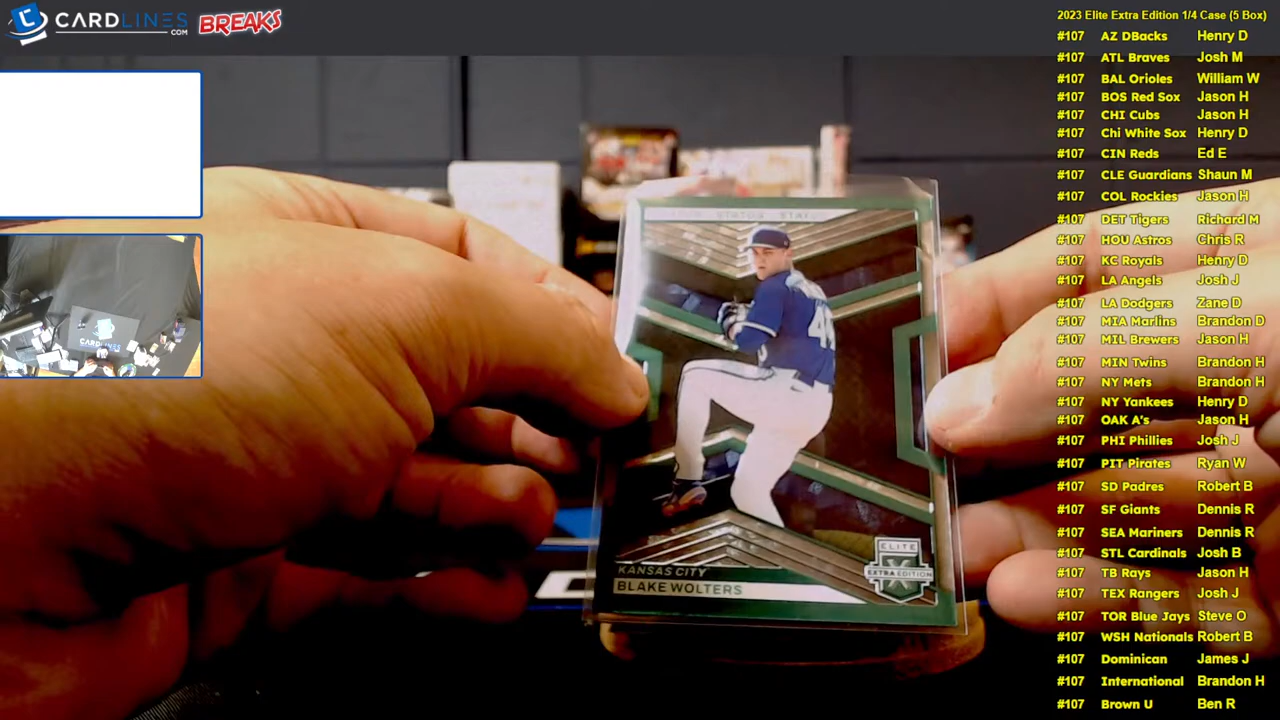 CARDLINES
.COM
BREAKS
2023 Elite Extra Edition 1/4 Case (5 Box)
#107 AZ DBacks Henry D
#107 ATL Braves Josh M
#107 BAL Orioles William W
#107 BOS Red Sox Jason H
#107 CHI Cubs Jason H
#107 Chi White Sox Henry D
#107 CIN Reds Ed E
#107 CLE Guardians Shaun M
#107 COL Rockies Jason H
#107 DET Tigers Richard M
#107 HOU Astros Chris R
#107 KC Royals Henry D
#107 LA Angels Josh J
#107 LA Dodgers Zane D
#107 MIA Marlins Brandon D
#107 MIL Brewers Jason H
#107 MIN Twins Brandon H
#107 NY Mets Brandon H
#107 NY Yankees Henry D
#107 OAK A's Jason H
#107 PHI Phillies Josh J
#107 PIT Pirates Ryan W
#107 SD Padres Robert B
#107 SF Giants Dennis R
#107 SEA Mariners Dennis R
#107 STL Cardinals Josh B
#107 TB Rays Jason H
#107 TEX Rangers Josh J
#107 TOR Blue Jays Steve O
#107 WSH Nationals Robert B
#107 Dominican James J
#107 International Brandon H
#107 Brown U Ben R
STATUS
ELITE
EXTRA EDITION
X
KANSAS CITY
BLAKE WOLTERS